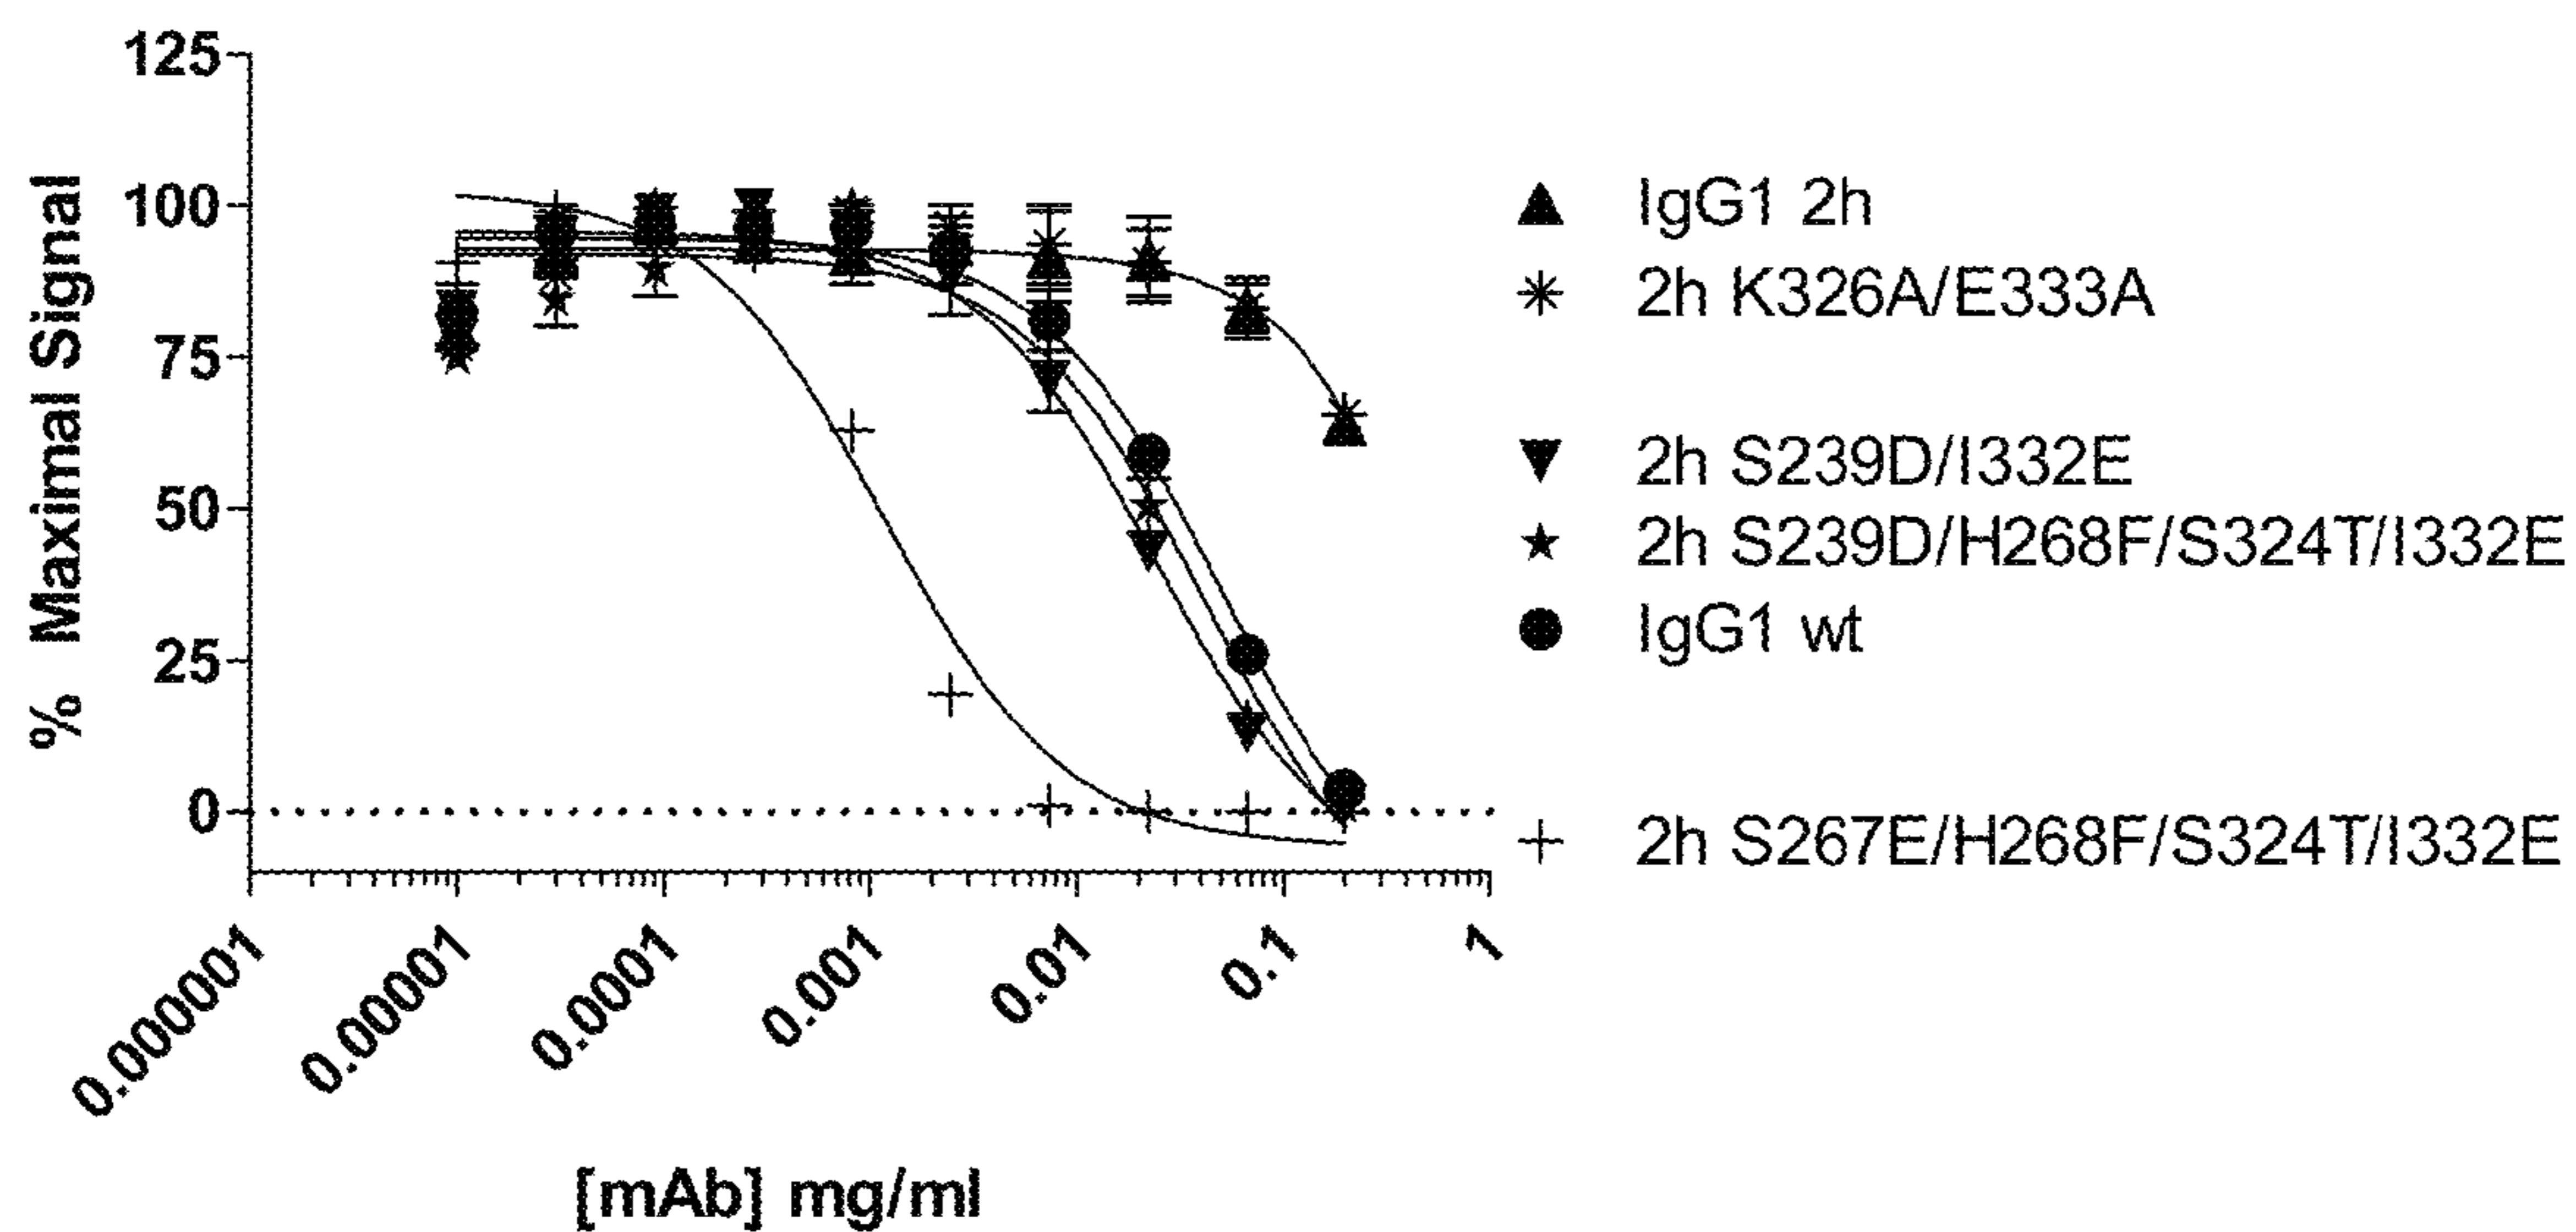 % Maximal Signal
125
100
75
50
25
0
0.000001
0.00001
0.0001
0.001
0.01
0.1
1
[mAb] mg/ml
IgG1 2h
2h K326A/E333A
2h S239D/I332E
2h S239D/H268F/S324T/I332E
IgG1 wt
2h S267E/H268F/S324T/I332E